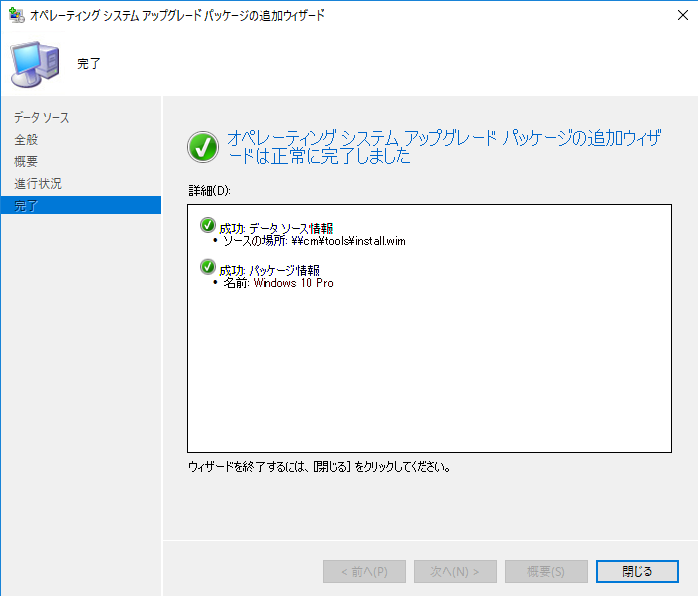 オペレーティング システム アップグレード パッケージの追加ウィザード
完了
データ ソース
全般
概要
進行状況
完了
オペレーティング システム アップグレード パッケージの追加ウィザ
ードは正常に完了しました
詳細(D):
成功: データ ソース情報
• ソースの場所: ¥¥cm¥tools¥install.wim
成功: パッケージ情報
• 名前: Windows 10 Pro
ウィザードを終了するには、[閉じる] をクリックしてください。
< 前へ(P)
次へ(N) >
概要(S)
閉じる